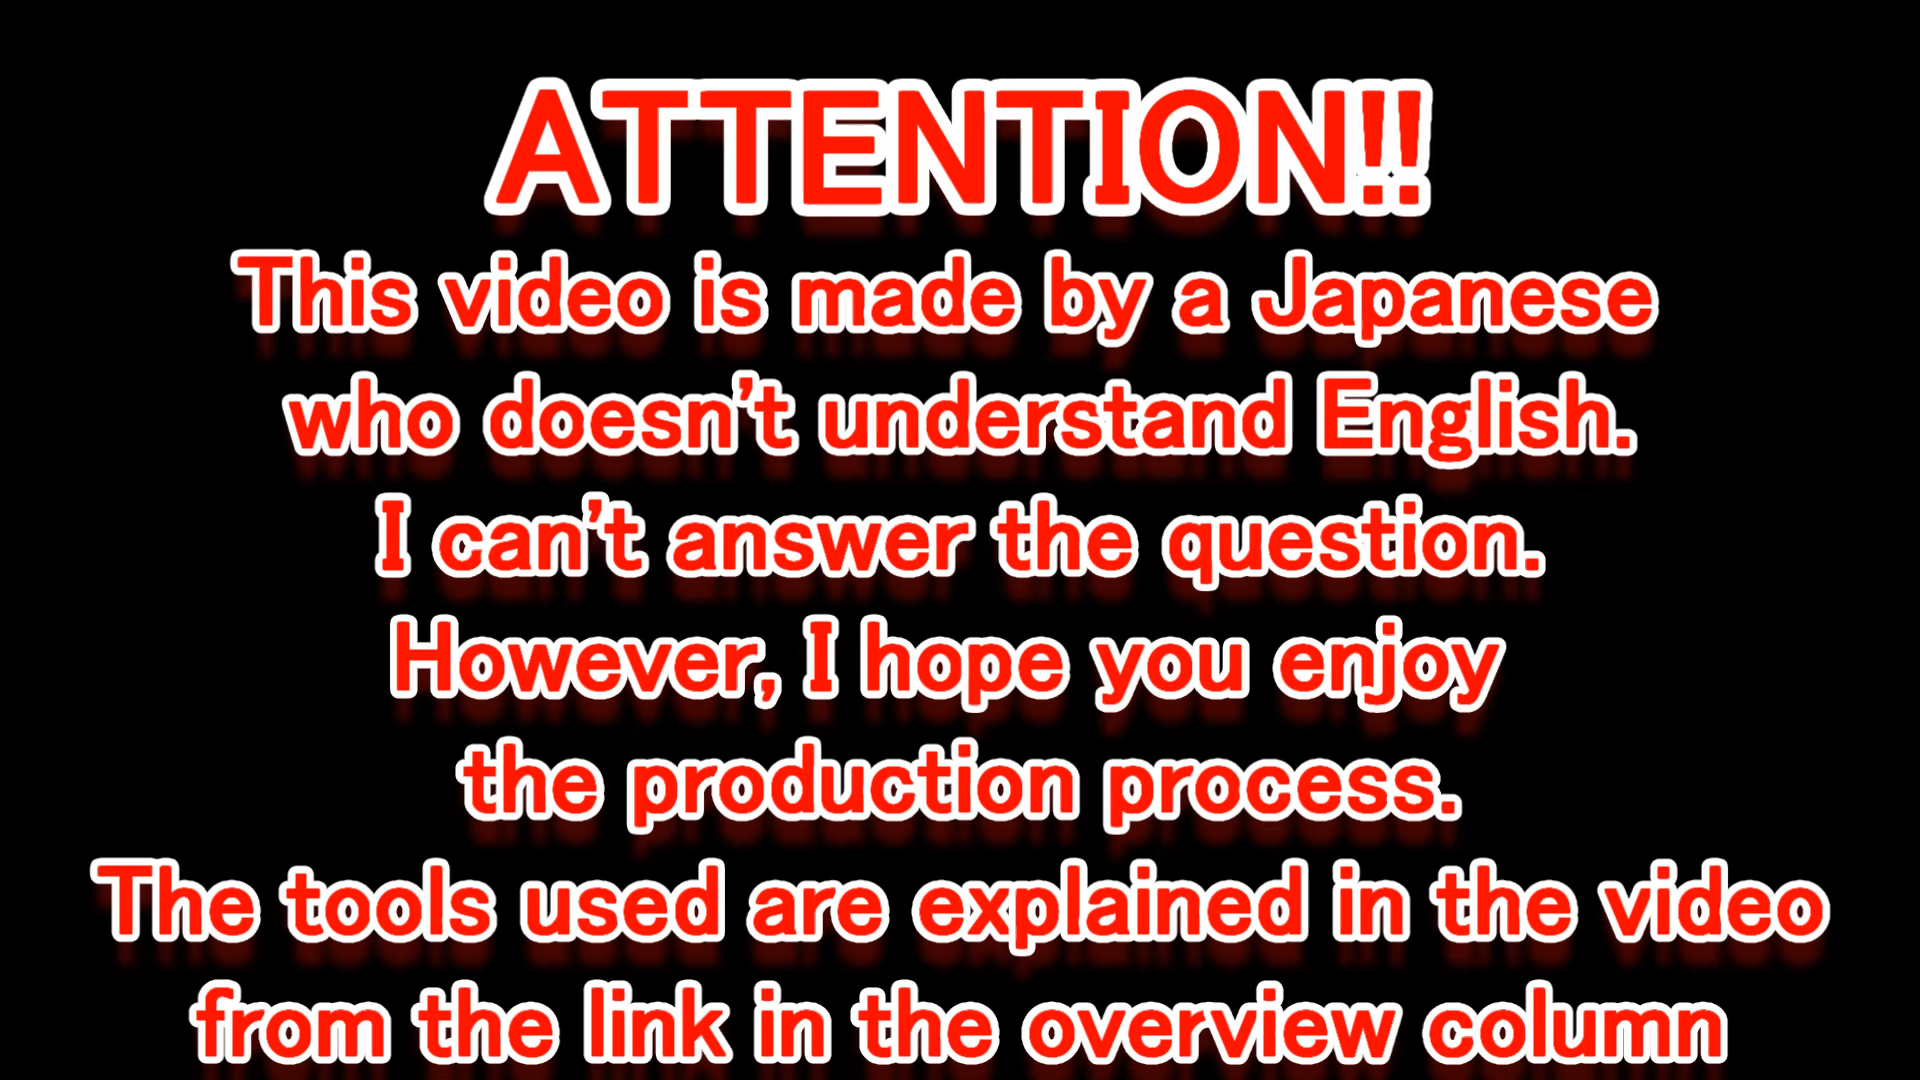 ATTENTION!!
This video is made by a Japanese
who doesn't understand English.
I can't answer the question.
However, I hope you enjoy
the production process.
The tools used are explained in the video
from the link in the overview column